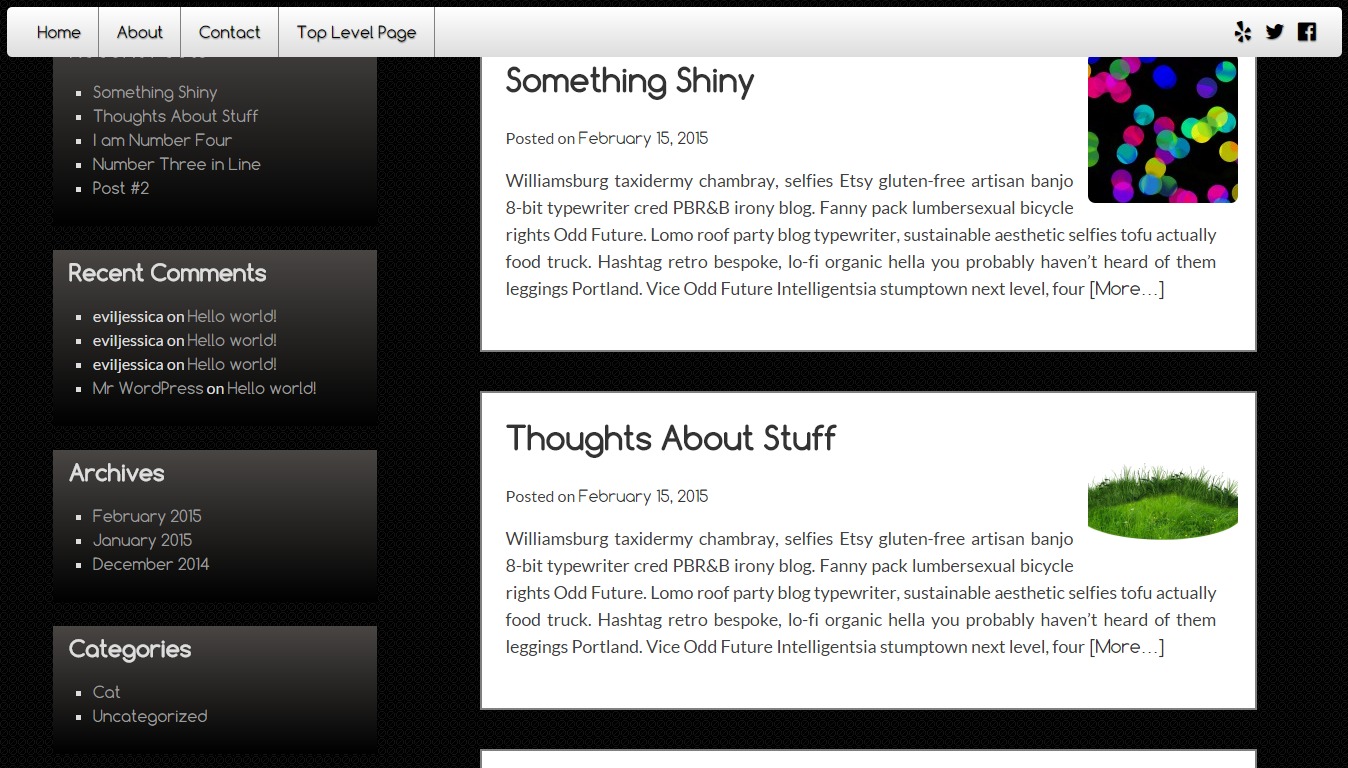 Home
About
Contact
Top Level Page
Something Shiny
Thoughts About Stuff
I am Number Four
Number Three in Line
Post #2
Recent Comments
eviljessica on Hello world!
eviljessica on Hello world!
eviljessica on Hello world!
Mr WordPress on Hello world!
Archives
February 2015
January 2015
December 2014
Categories
Cat
Uncategorized
Something Shiny
Posted on February 15, 2015
Williamsburg taxidermy chambray, selfies Etsy gluten-free artisan banjo
8-bit typewriter cred PBR&B irony blog. Fanny pack lumbersexual bicycle
rights Odd Future. Lomo roof party blog typewriter, sustainable aesthetic selfies tofu actually
food truck. Hashtag retro bespoke, lo-fi organic hella you probably haven’t heard of them
leggings Portland. Vice Odd Future Intelligentsia stumptown next level, four [More…]
Thoughts About Stuff
Posted on February 15, 2015
Williamsburg taxidermy chambray, selfies Etsy gluten-free artisan banjo
8-bit typewriter cred PBR&B irony blog. Fanny pack lumbersexual bicycle
rights Odd Future. Lomo roof party blog typewriter, sustainable aesthetic selfies tofu actually
food truck. Hashtag retro bespoke, lo-fi organic hella you probably haven’t heard of them
leggings Portland. Vice Odd Future Intelligentsia stumptown next level, four [More…]